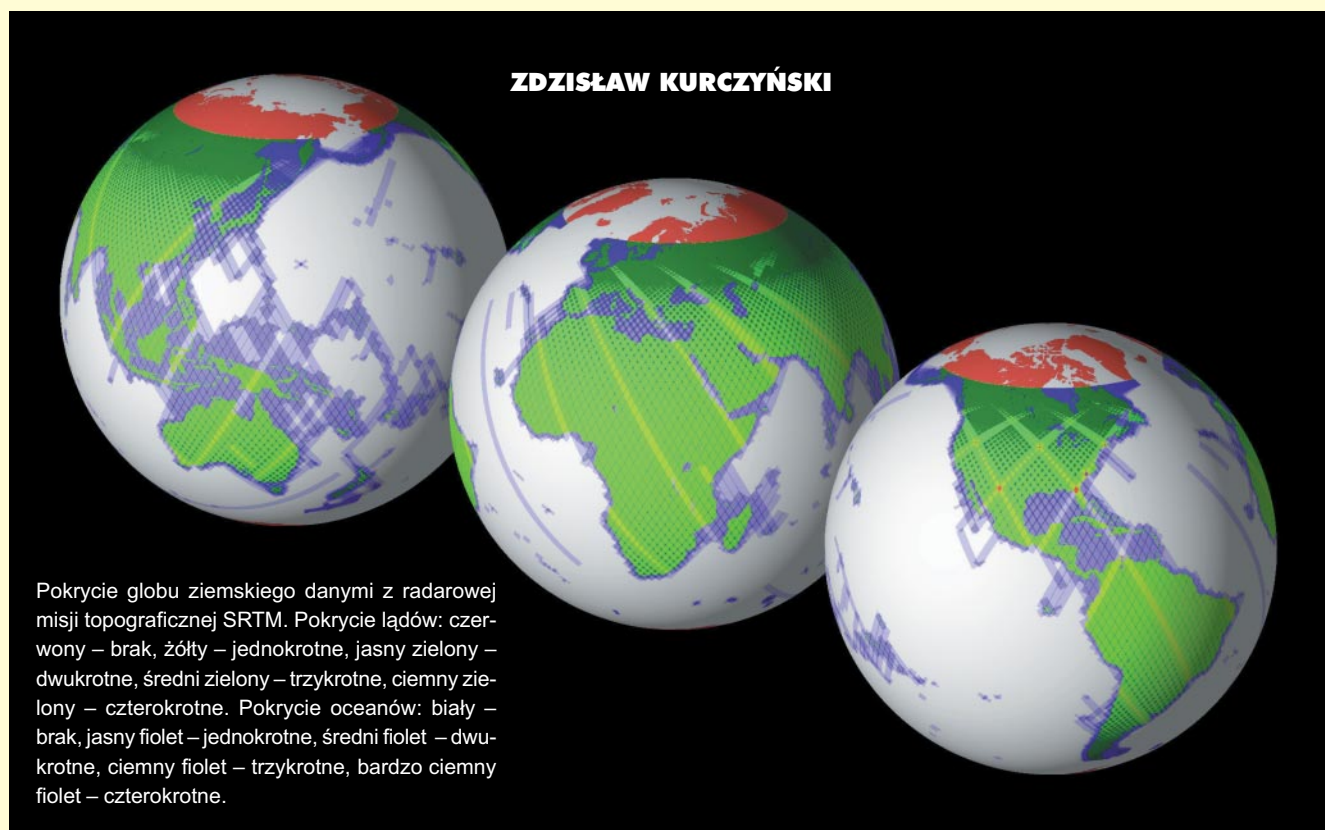 ZDZISŁAW KURCZYŃSKI
Pokrycie globu ziemskiego danymi z radarowej
misji topograficznej SRTM. Pokrycie lądów: czer-
wony – brak, żółty – jednokrotne, jasny zielony –
dwukrotne, średni zielony – trzykrotne, ciemny zie-
lony – czterokrotne. Pokrycie oceanów: biały –
brak, jasny fiolet – jednokrotne, średni fiolet – dwu-
krotne, ciemny fiolet – trzykrotne, bardzo ciemny
fiolet – czterokrotne.